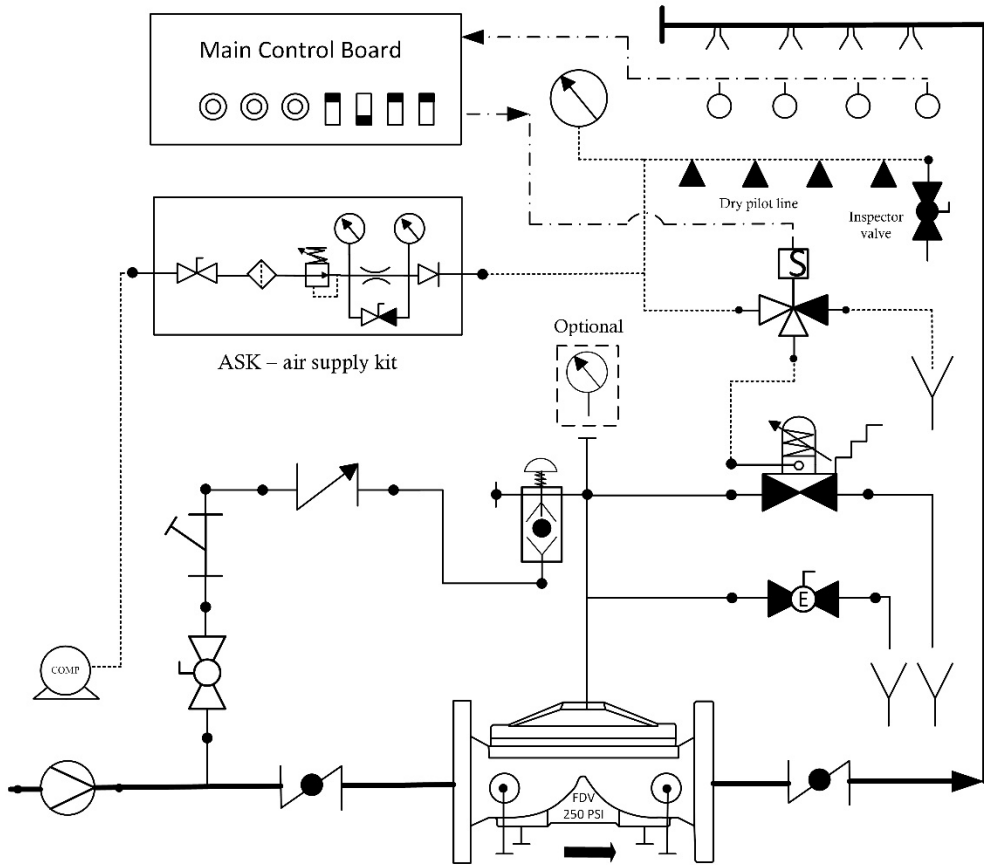 Main Control Board
Dry pilot line
Inspector
valve
S
ASK – air supply kit
Optional
E
COMP
FDV
250 PSI